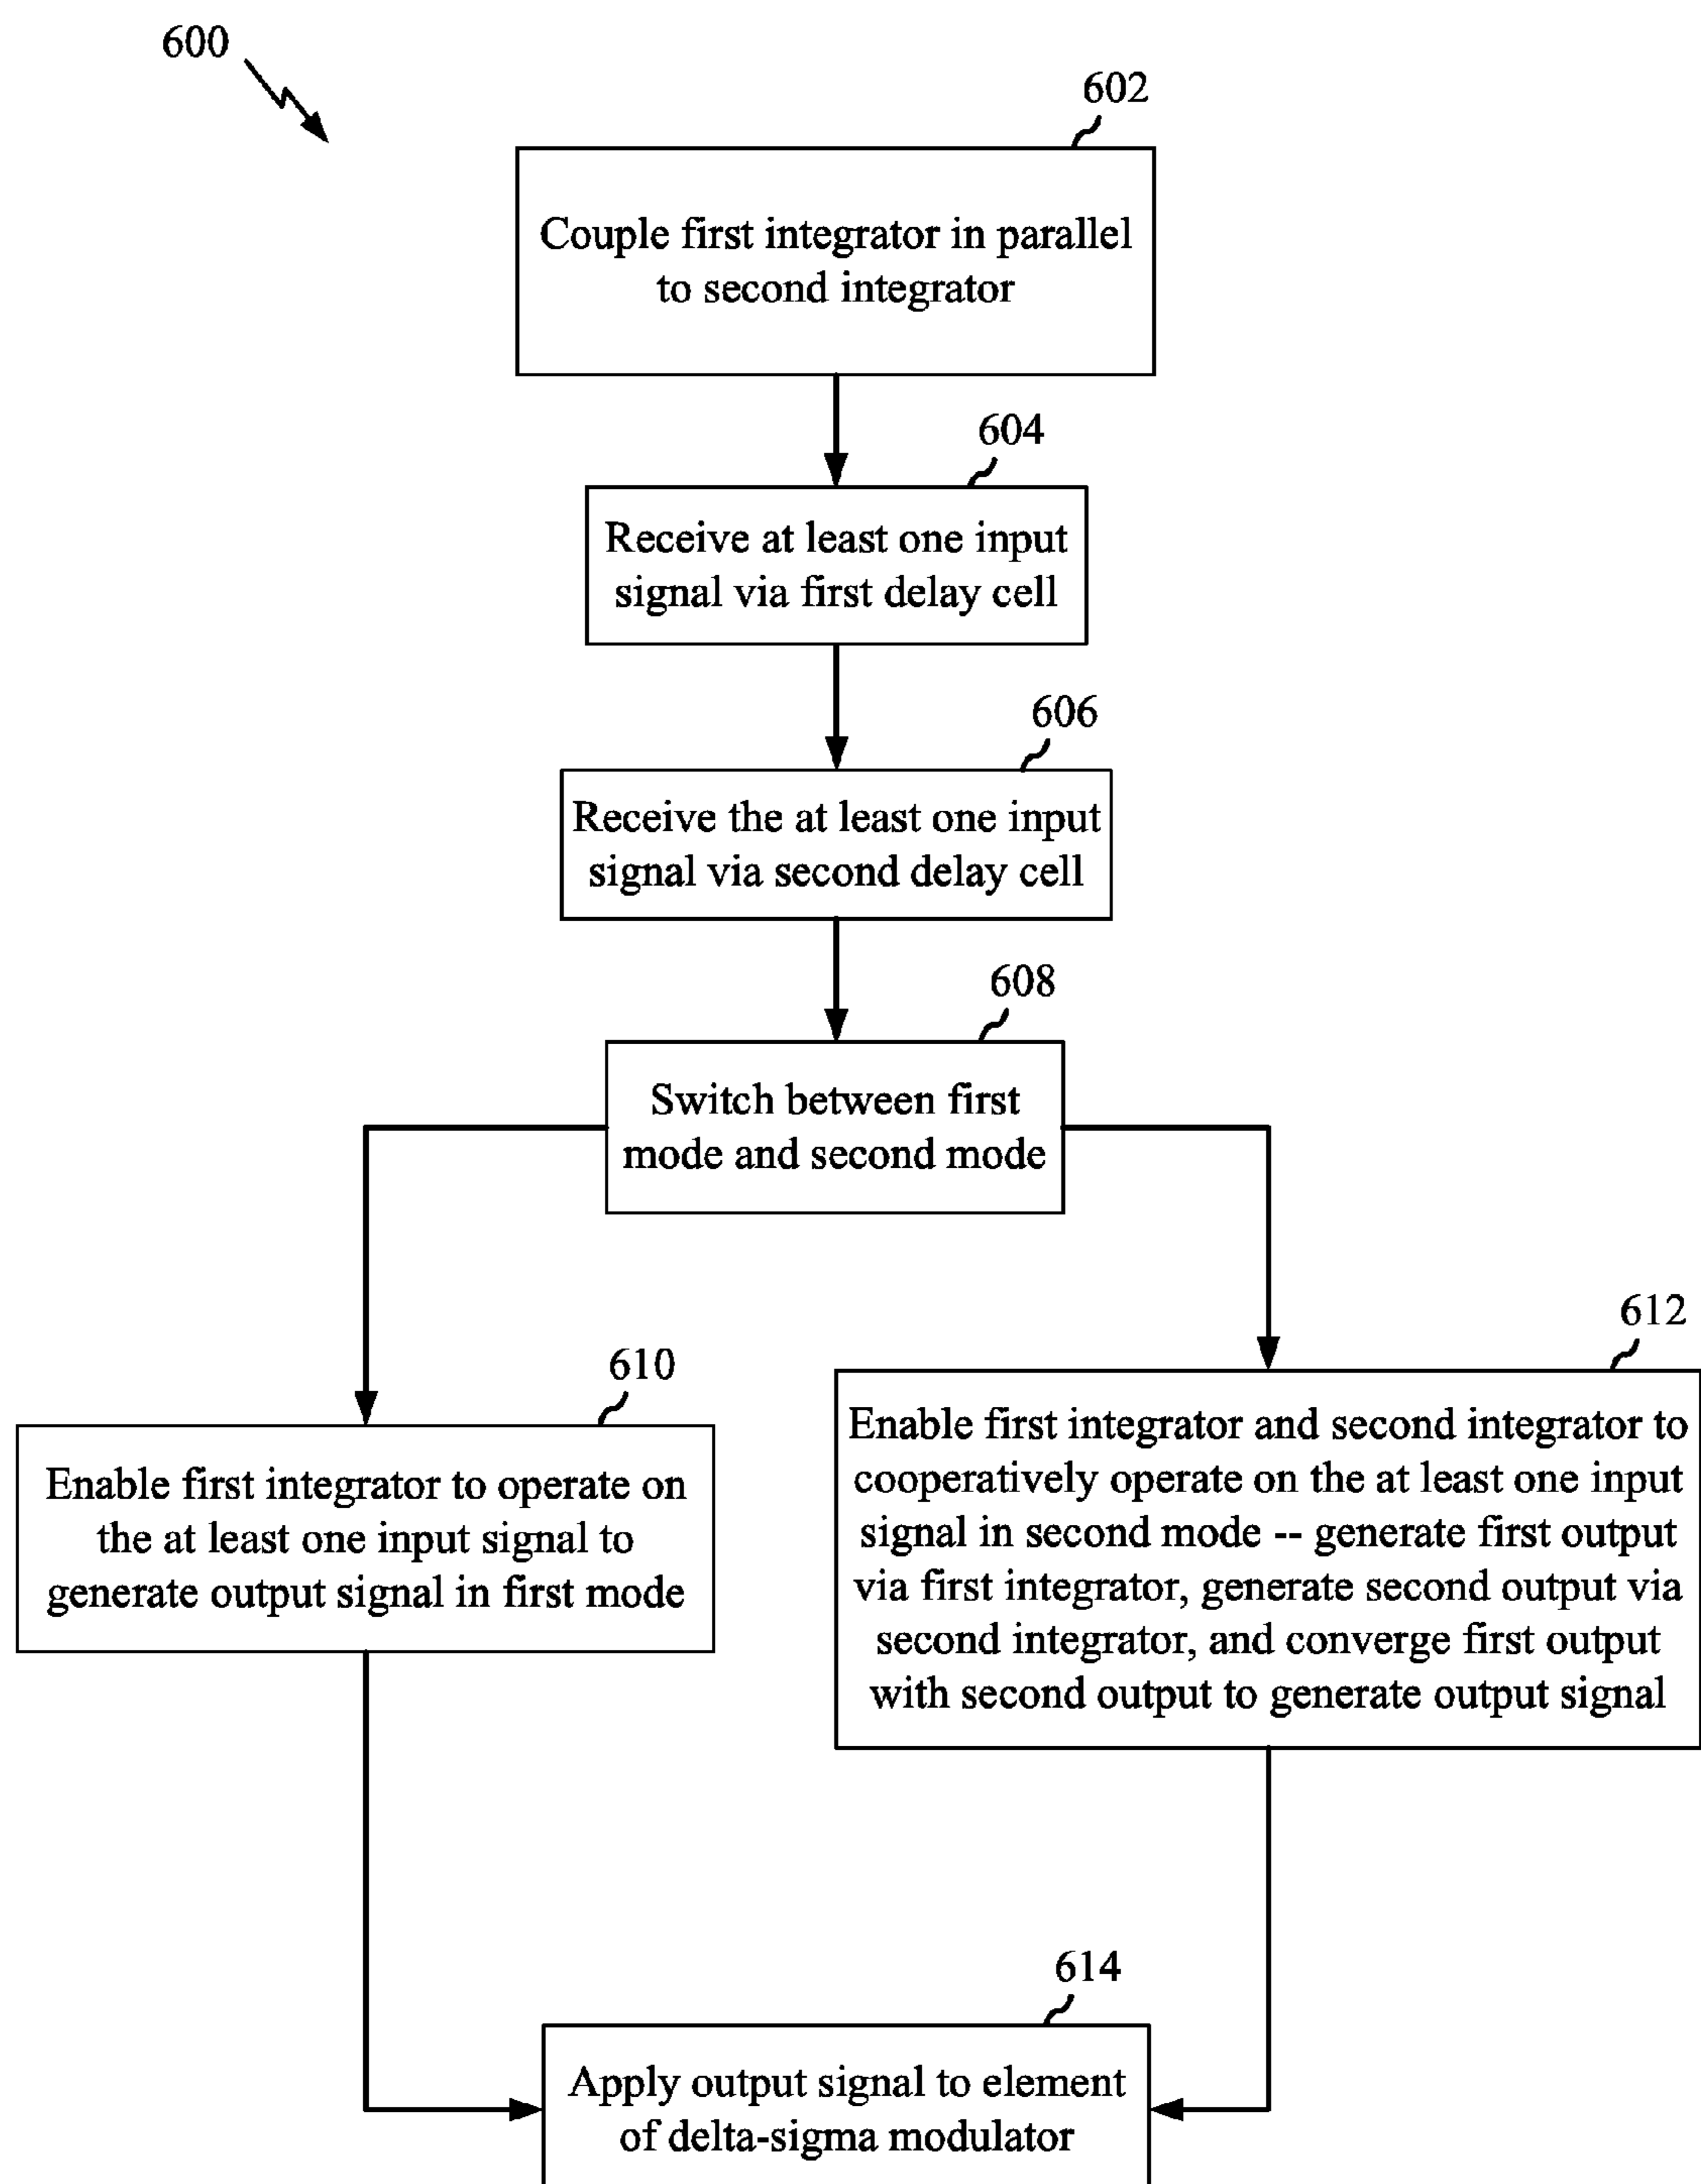 600
602
Couple first integrator in parallel
to second integrator
604
Receive at least one input
signal via first delay cell
606
Receive the at least one input
signal via second delay cell
608
Switch between first
mode and second mode
610
Enable first integrator to operate on
the at least one input signal to
generate output signal in first mode
612
Enable first integrator and second integrator to
cooperatively operate on the at least one input
signal in second mode -- generate first output
via first integrator, generate second output via
second integrator, and converge first output
with second output to generate output signal
614
Apply output signal to element
of delta-sigma modulator